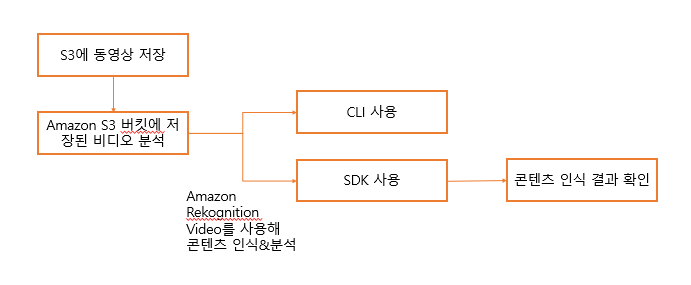 S3에 동영상 저장
Amazon S3 버킷에 저
장된 비디오 분석
CLI 사용
SDK 사용
콘텐츠 인식 결과 확인
Amazon
Rekognition
Video를 사용해
콘텐츠 인식&분석